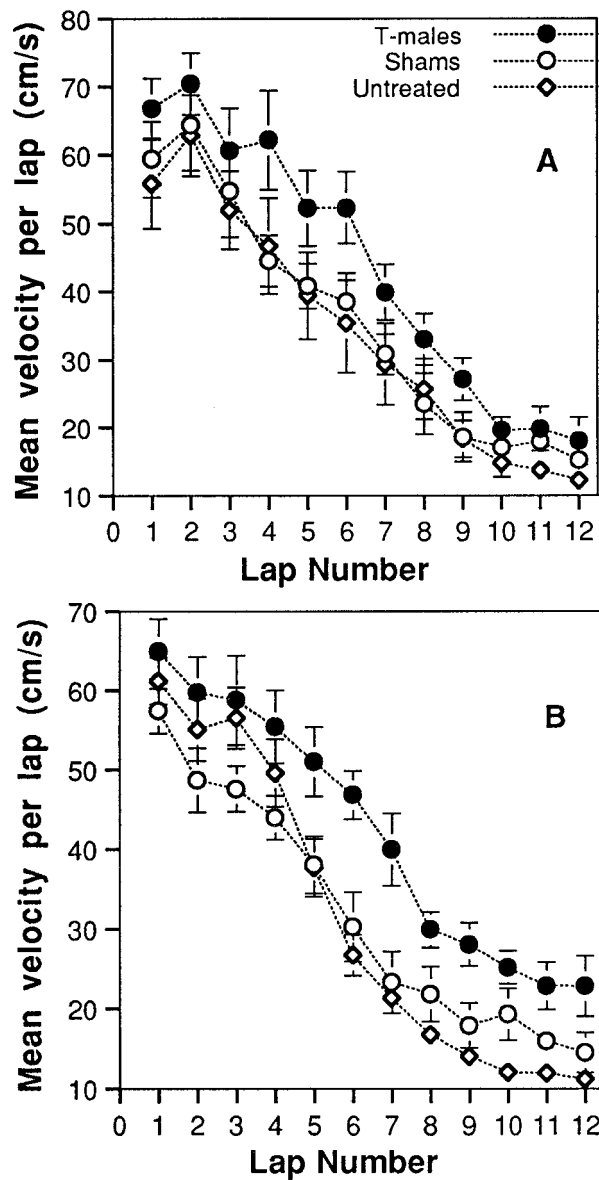 T-males
Shams
Untreated
A
Mean velocity per lap (cm/s)
80
70
60
50
40
30
20
10
0 1 2 3 4 5 6 7 8 9 10 11 12
Lap Number
B
Mean velocity per lap (cm/s)
70
60
50
40
30
20
10
0 1 2 3 4 5 6 7 8 9 10 11 12
Lap Number